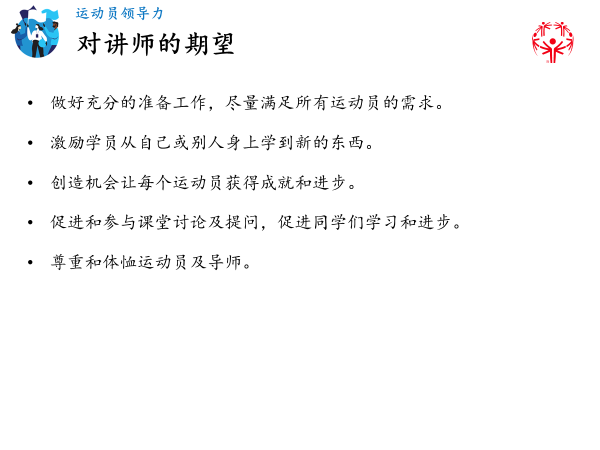 运动员领导力
对讲师的期望
• 做好充分的准备工作，尽量满足所有运动员的需求。
• 激励学员从自己或别人身上学到新的东西。
• 创造机会让每个运动员获得成就和进步。
• 促进和参与课堂讨论及提问，促进同学们学习和进步。
• 尊重和体恤运动员及导师。